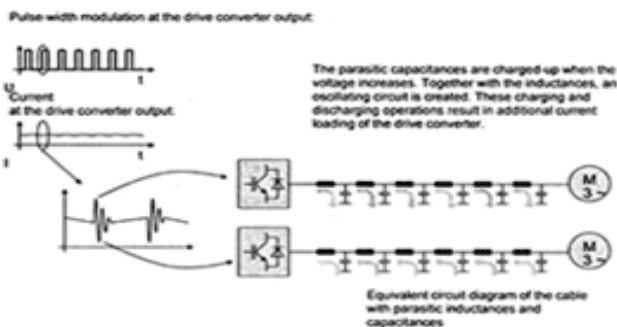 Pulse-width modulation at the drive converter output:
t
U
Current
at the drive converter output:
t
I
The parasitic capacitances are charged-up when the
voltage increases. Together with the inductances, an
oscillating circuit is created. These charging and
discharging operations result in additional current
loading of the drive converter.
M
3~
M
3~
Equivalent circuit diagram of the cable
with parasitic inductances and
capacitances